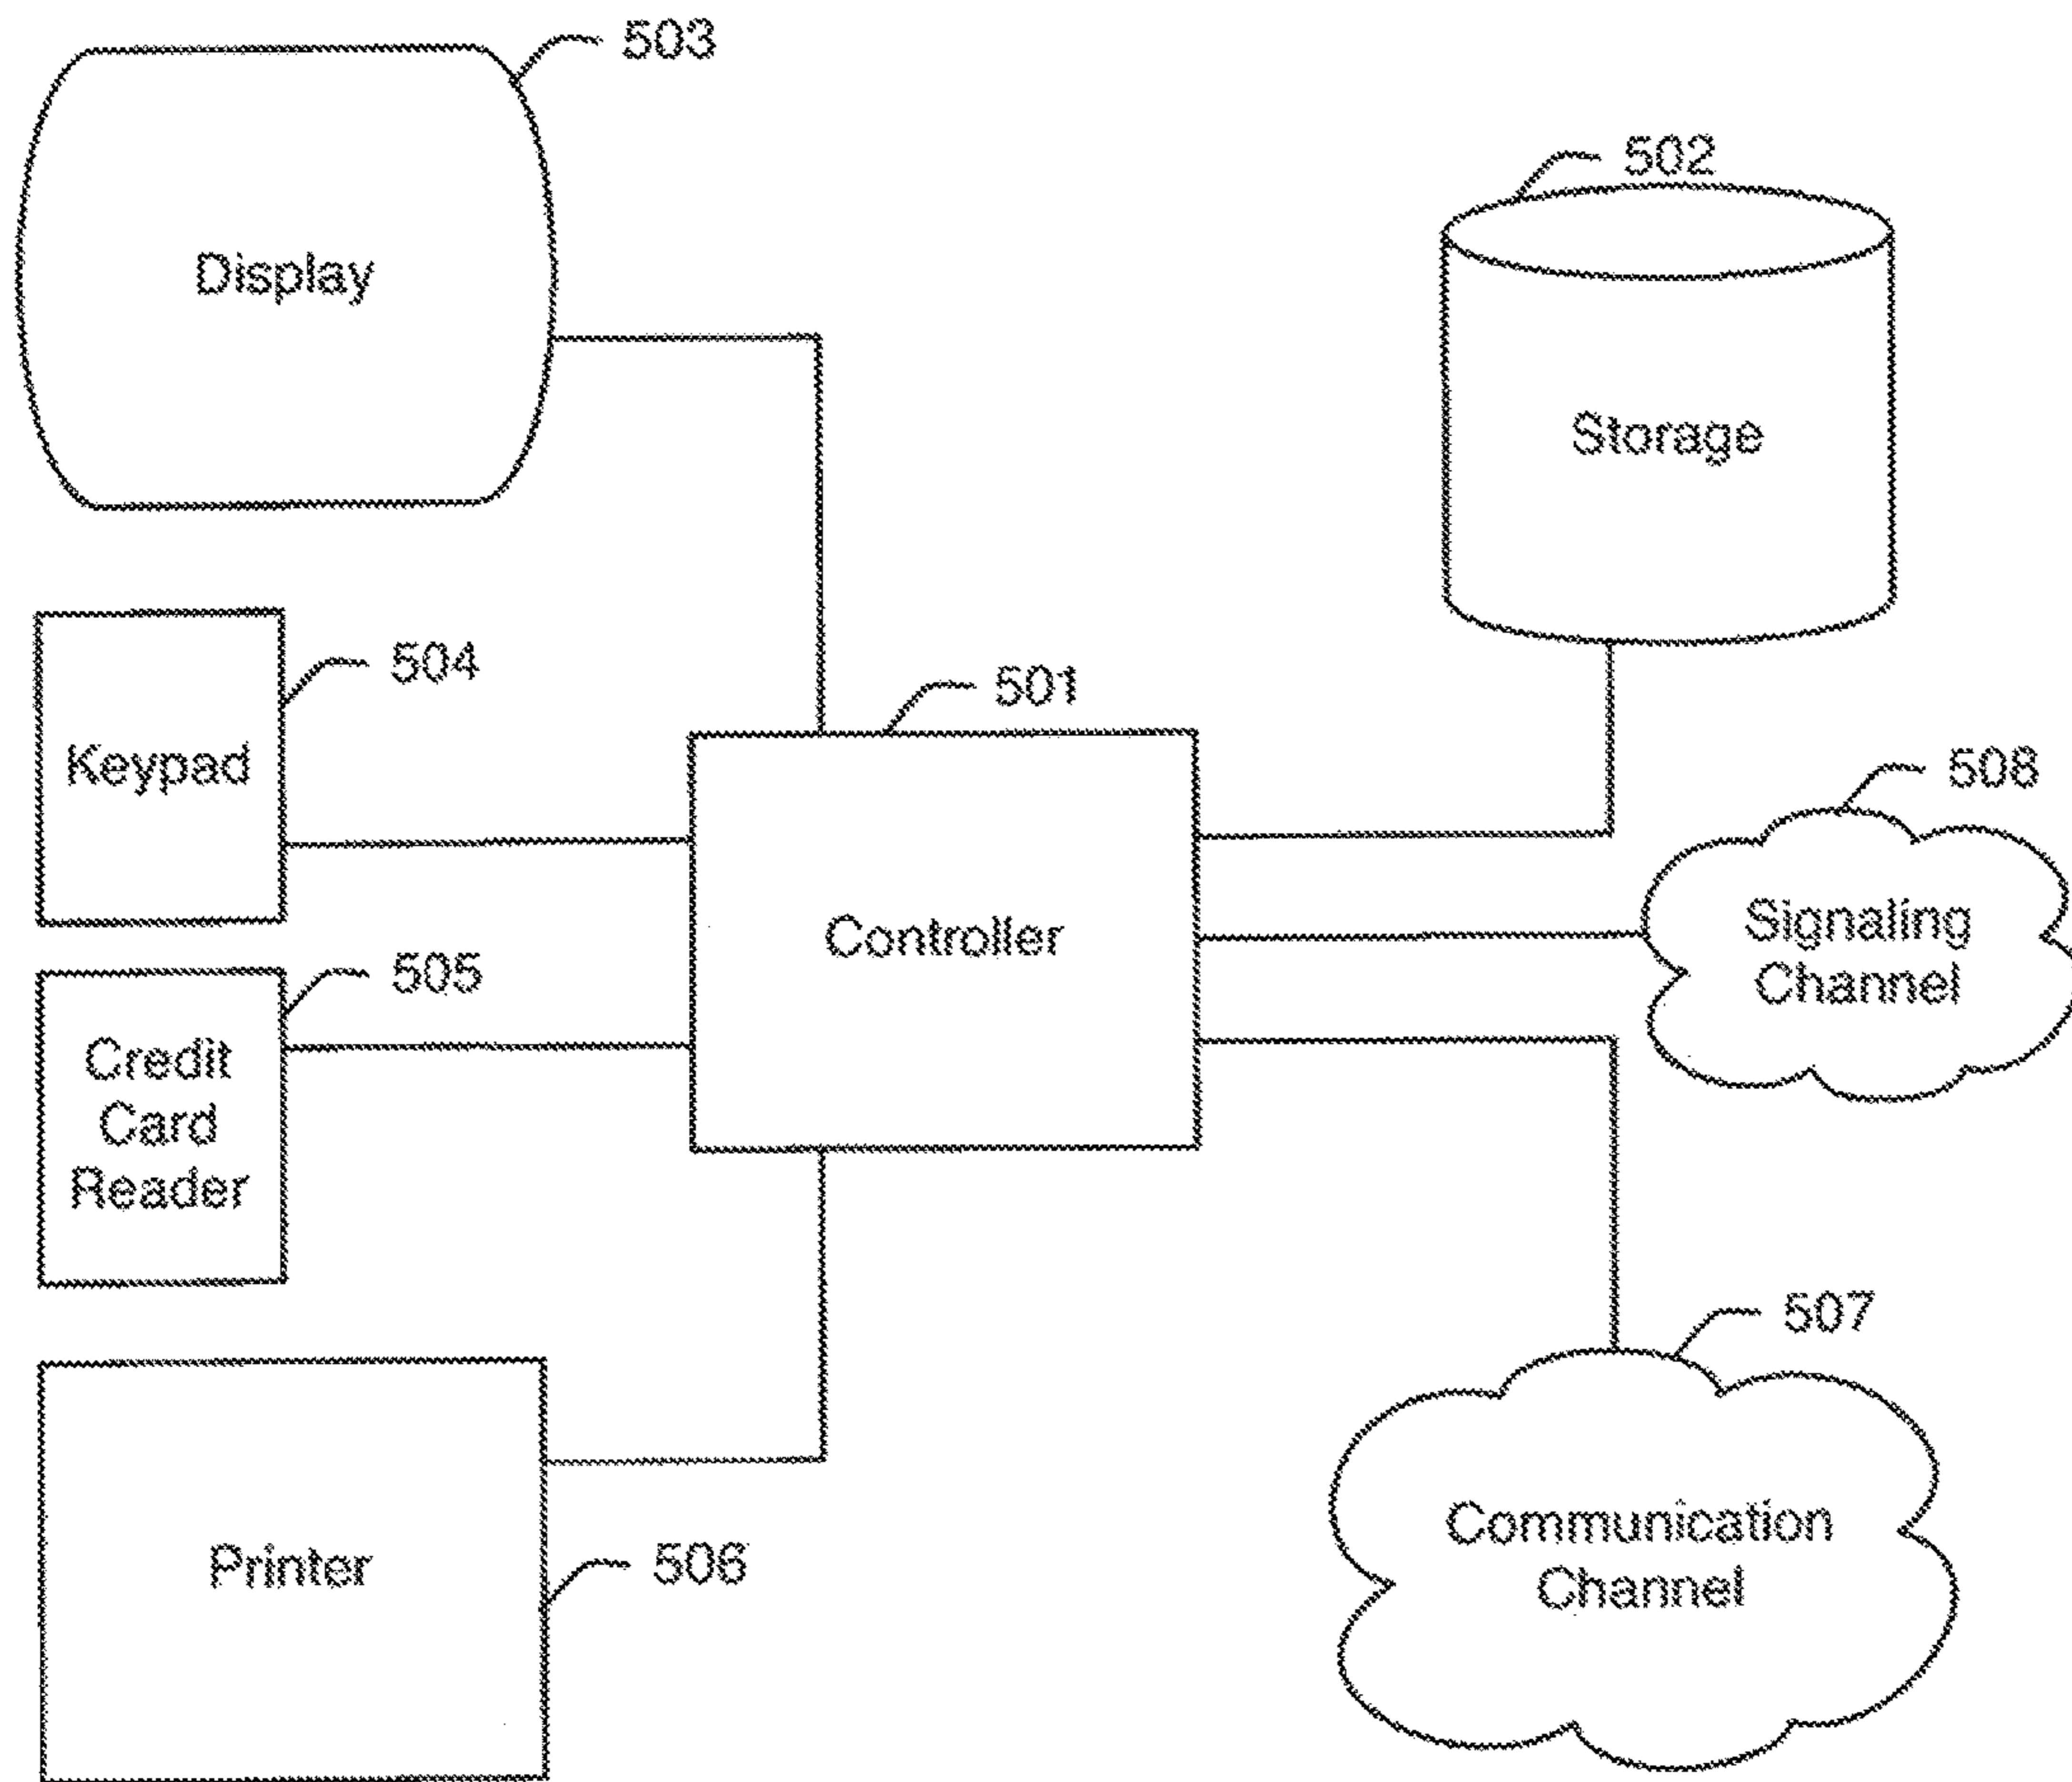 503
Display
502
Storage
504
Keypad
501
Controller
508
Signaling
Channel
505
Credit
Card
Reader
507
Communication
Channel
Printer
506